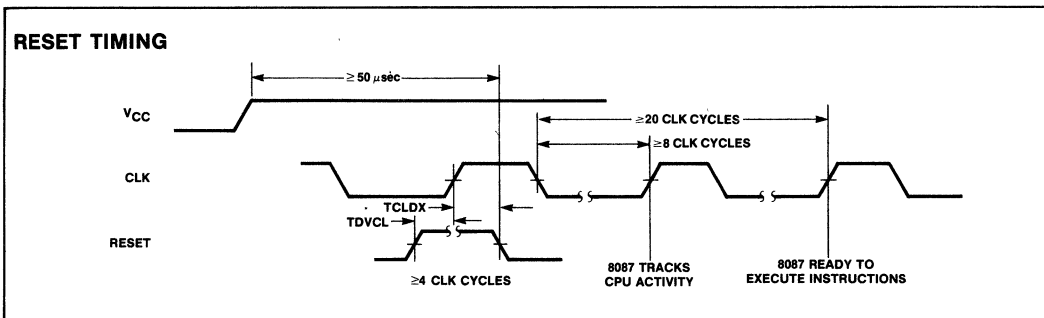 RESET TIMING
≥ 50 μsec
VCC
≥20 CLK CYCLES
≥8 CLK CYCLES
CLK
TCLDX
TDVCL
RESET
≥4 CLK CYCLES
8087 TRACKS
CPU ACTIVITY
8087 READY TO
EXECUTE INSTRUCTIONS